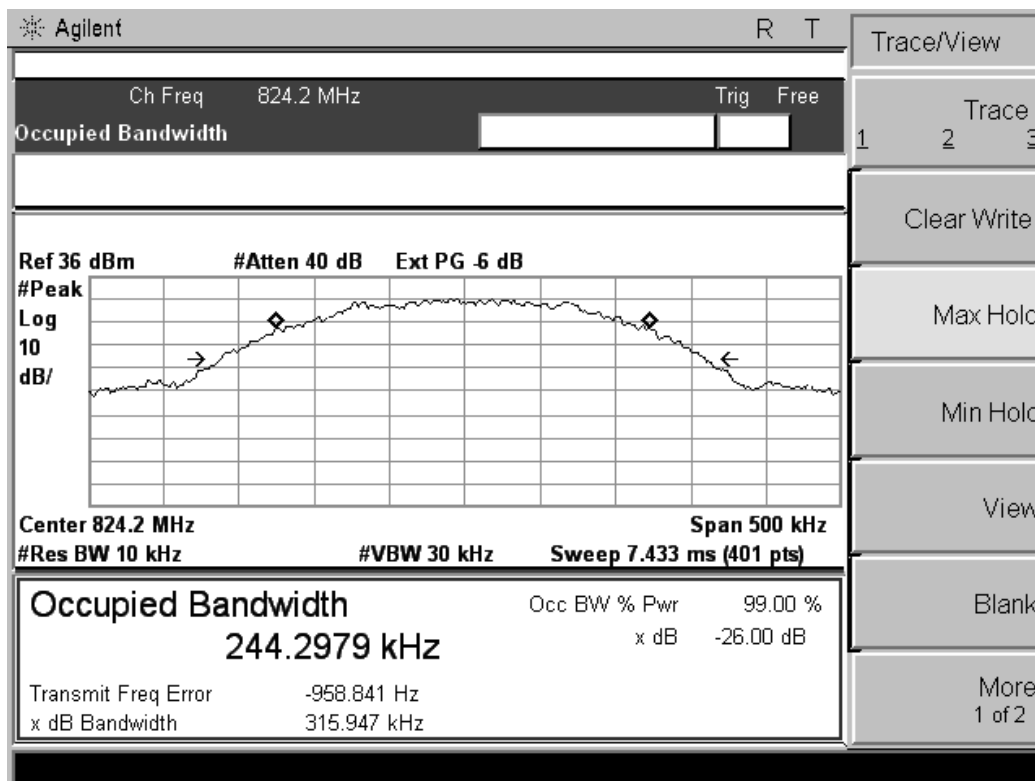 Agilent R T
Ch Freq 824.2 MHz Trig Free
Occupied Bandwidth
Ref 36 dBm #Atten 40 dB Ext PG -6 dB
#Peak
Log
10
dB/
Center 824.2 MHz Span 500 kHz
#Res BW 10 kHz #VBW 30 kHz Sweep 7.433 ms (401 pts)
Occupied Bandwidth
244.2979 kHz
Occ BW % Pwr 99.00 %
x dB -26.00 dB
Transmit Freq Error -958.841 Hz
x dB Bandwidth 315.947 kHz
Trace/View
Trace
1 2 3
Clear Write
Max Hold
Min Hold
View
Blank
More
1 of 2